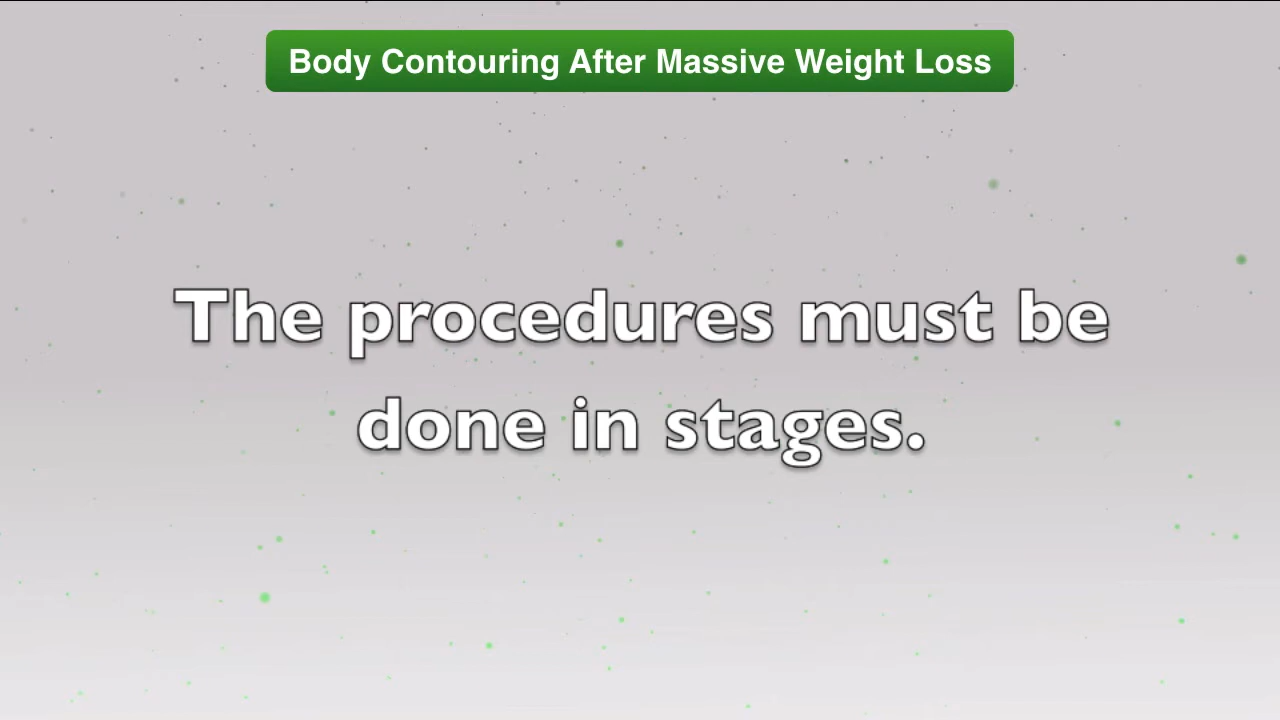 Body Contouring After Massive Weight Loss
The procedures must be
done in stages.